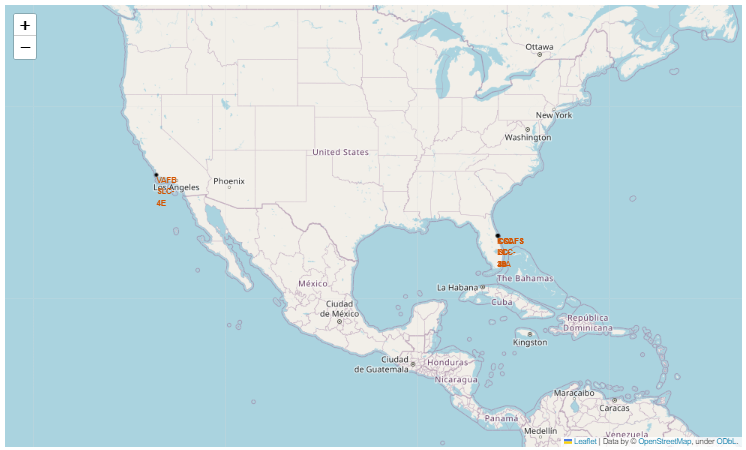 +
−
Ottawa
New York
Washington
United States
VAFB
SLC-
4E
Los Angeles
Phoenix
The Bahamas
La Habana
Cuba
México
Ciudad
de México
República
Dominicana
Kingston
Ciudad
de Guatemala
Honduras
Nicaragua
Maracaibo
Caracas
Panamá
Medellín
Venezuela
Leaflet | Data by © OpenStreetMap, under ODbL.